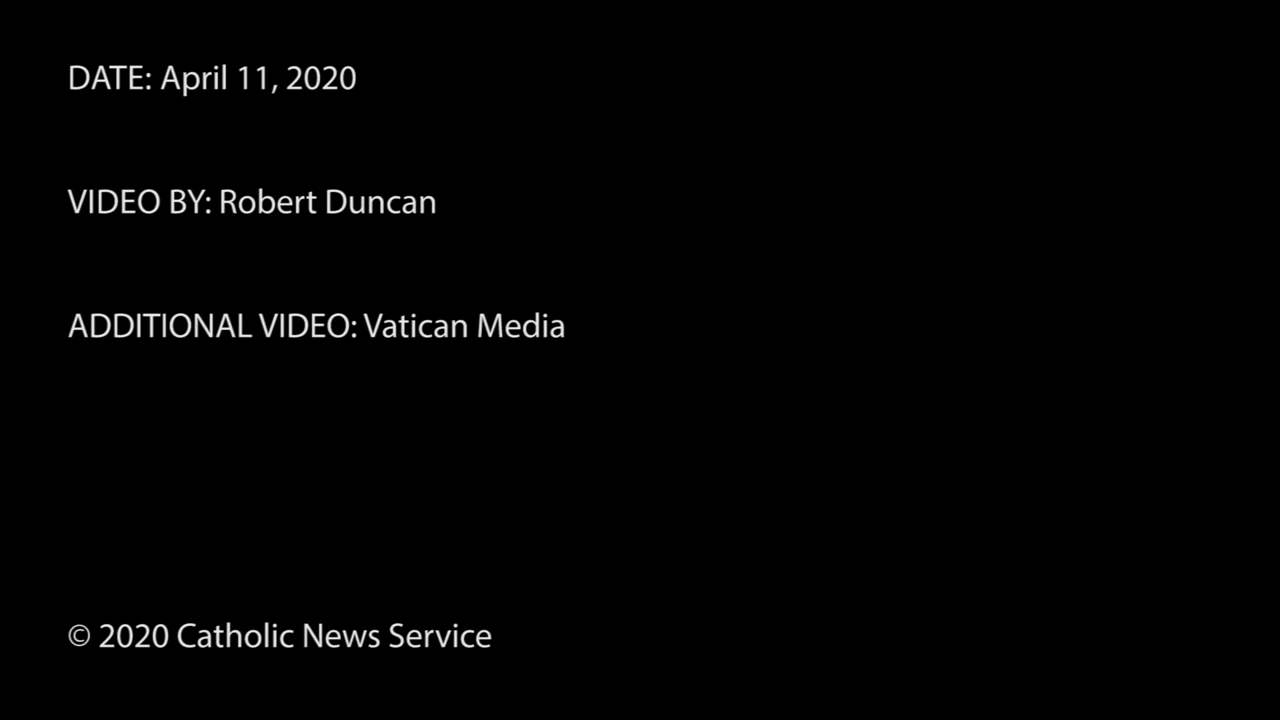 DATE: April 11, 2020
VIDEO BY: Robert Duncan
ADDITIONAL VIDEO: Vatican Media
© 2020 Catholic News Service